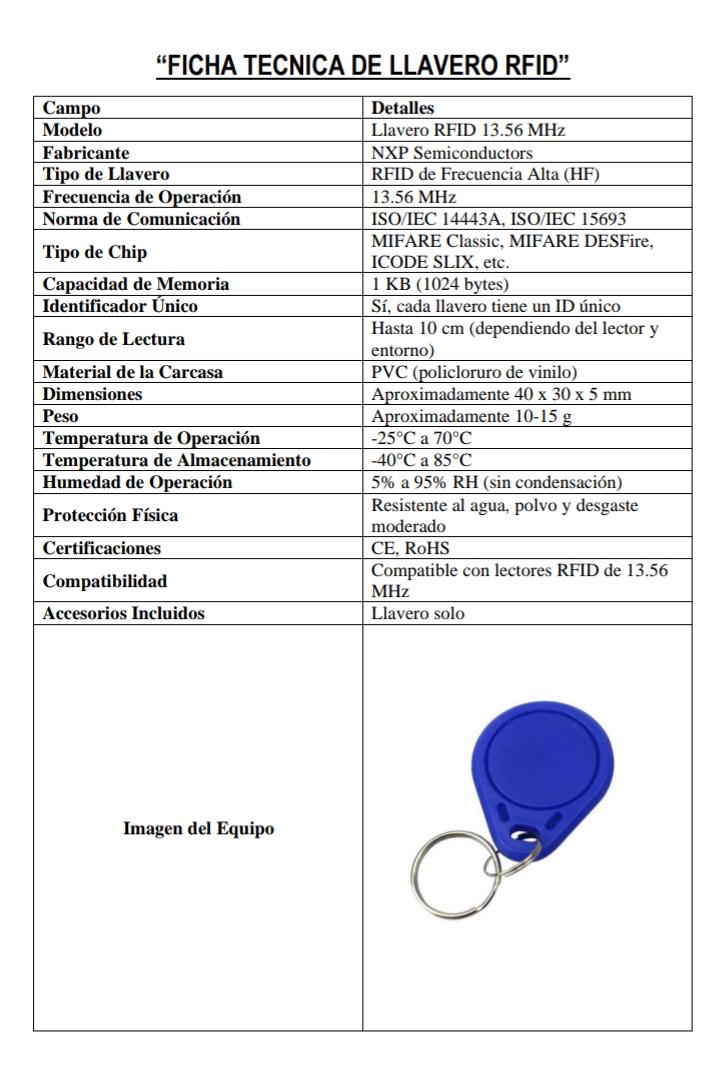 “FICHA TECNICA DE LLAVERO RFID”
Campo Detalles
Modelo Llavero RFID 13.56 MHz
Fabricante NXP Semiconductors
Tipo de Llavero RFID de Frecuencia Alta (HF)
Frecuencia de Operación 13.56 MHz
Norma de Comunicación ISO/IEC 14443A, ISO/IEC 15693
Tipo de Chip MIFARE Classic, MIFARE DESFire,
ICODE SLIX, etc.
Capacidad de Memoria 1 KB (1024 bytes)
Identificador Único Sí, cada llavero tiene un ID único
Rango de Lectura Hasta 10 cm (dependiendo del lector y
entorno)
Material de la Carcasa PVC (policloruro de vinilo)
Dimensiones Aproximadamente 40 x 30 x 5 mm
Peso Aproximadamente 10-15 g
Temperatura de Operación -25°C a 70°C
Temperatura de Almacenamiento -40°C a 85°C
Humedad de Operación 5% a 95% RH (sin condensación)
Protección Física Resistente al agua, polvo y desgaste
moderado
Certificaciones CE, RoHS
Compatibilidad Compatible con lectores RFID de 13.56
MHz
Accesorios Incluidos Llavero solo
Imagen del Equipo